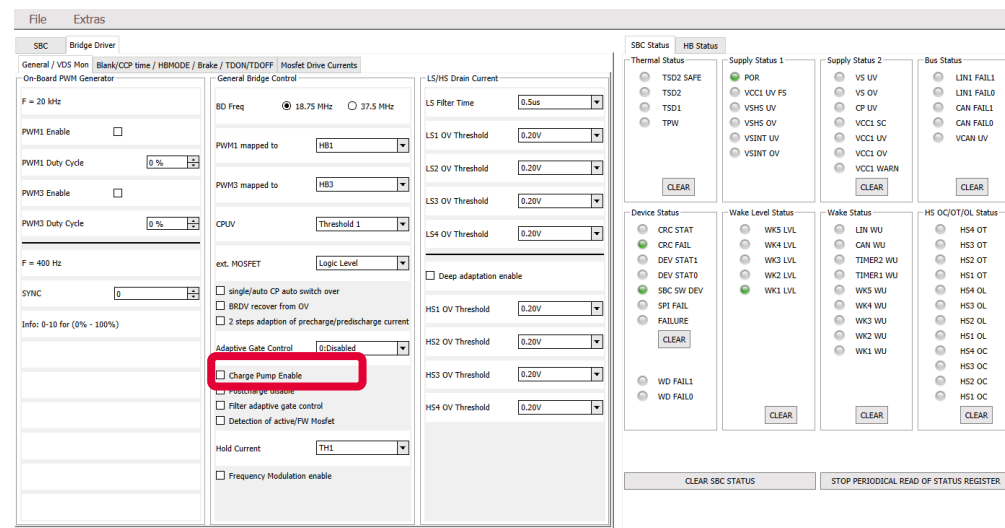 File Extras
SBC Bridge Driver
General / VDS Mon Blank/CCP time / HBMODE / Brake / TDON/TDOFF Mosfet Drive Currents
On-Board PWM Generator
F = 20 kHz
PWM1 Enable
PWM1 Duty Cycle 0 %
PWM3 Enable
PWM3 Duty Cycle 0 %
F = 400 Hz
SYNC 0
Info: 0-10 for (0% - 100%)
General Bridge Control
BD Freq 18.75 MHz 37.5 MHz
PWM1 mapped to HB1
PWM3 mapped to HB3
CPUV Threshold 1
ext. MOSFET Logic Level
single/auto CP auto switch over
BRDV recover from OV
2 steps adaption of precharge/predischarge current
Adaptive Gate Control 0:Disabled
Charge Pump Enable
Postcharge disable
Filter adaptive gate control
Detection of active/FW Mosfet
Hold Current TH1
Frequency Modulation enable
LS/HS Drain Current
LS Filter Time 0.5us
LS1 OV Threshold 0.20V
LS2 OV Threshold 0.20V
LS3 OV Threshold 0.20V
LS4 OV Threshold 0.20V
Deep adaptation enable
HS1 OV Threshold 0.20V
HS2 OV Threshold 0.20V
HS3 OV Threshold 0.20V
HS4 OV Threshold 0.20V
SBC Status HB Status
Thermal Status
TSD2 SAFE
TSD2
TSD1
TPW
CLEAR
Supply Status 1
POR
VCC1 UV FS
VSHS UV
VSHS OV
VSINT UV
VSINT OV
Supply Status 2
VS UV
VS OV
CP UV
VCC1 SC
VCC1 UV
VCC1 OV
VCC1 WARN
CLEAR
Bus Status
LIN1 FAIL1
LIN1 FAIL0
CAN FAIL1
CAN FAIL0
VCAN UV
CLEAR
Device Status
CRC STAT
CRC FAIL
DEV STAT1
DEV STAT0
SBC SW DEV
SPI FAIL
FAILURE
CLEAR
WD FAIL1
WD FAIL0
Wake Level Status
WK5 LVL
WK4 LVL
WK3 LVL
WK2 LVL
WK1 LVL
CLEAR
Wake Status
LIN WU
CAN WU
TIMER2 WU
TIMER1 WU
WK5 WU
WK4 WU
WK3 WU
WK2 WU
WK1 WU
CLEAR
HS OC/OT/OL Status
HS4 OT
HS3 OT
HS2 OT
HS1 OT
HS4 OL
HS3 OL
HS2 OL
HS1 OL
HS4 OC
HS3 OC
HS2 OC
HS1 OC
CLEAR
CLEAR SBC STATUS
STOP PERIODICAL READ OF STATUS REGISTER